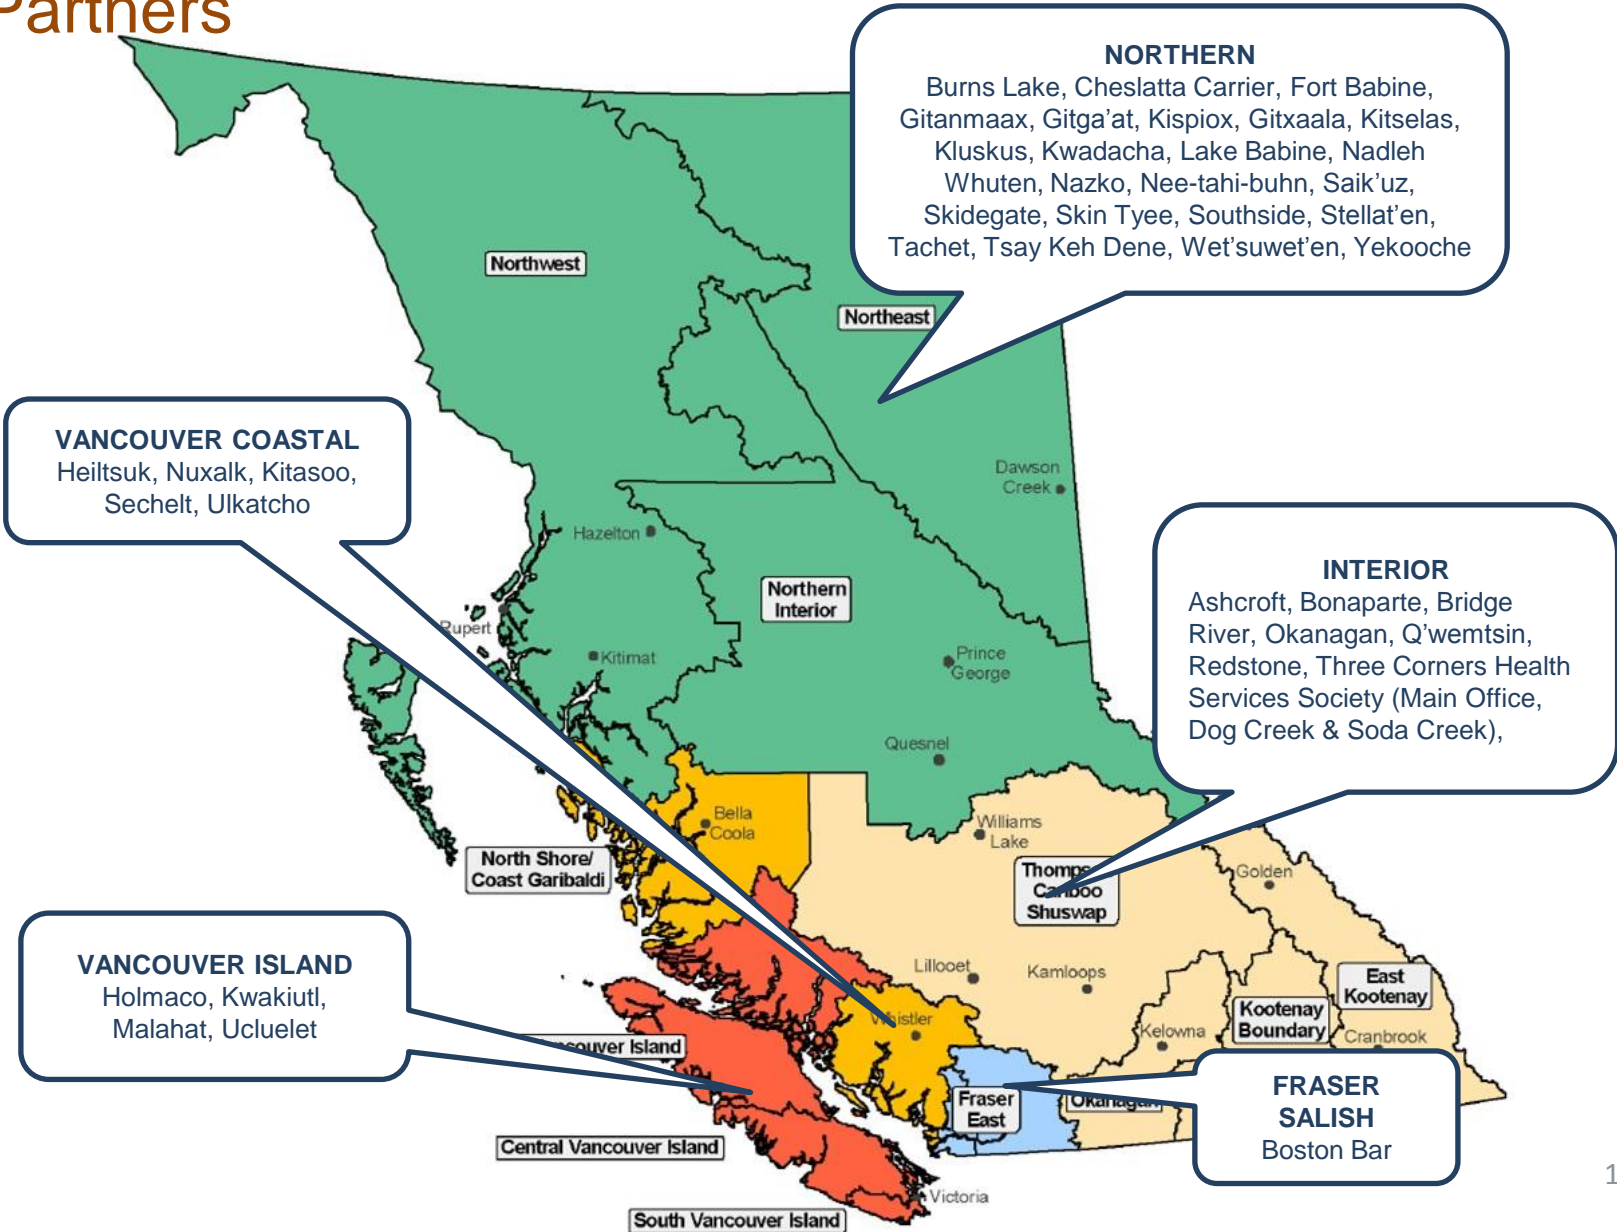 Partners
NORTHERN
Burns Lake, Cheslatta Carrier, Fort Babine,
Gitanmaax, Gitga’at, Kispiox, Gitxaala, Kitselas,
Kluskus, Kwadacha, Lake Babine, Nadleh
Whuten, Nazko, Nee-tahi-buhn, Saik’uz,
Skidegate, Skin Tyee, Southside, Stellat’en,
Tachet, Tsay Keh Dene, Wet’suwet’en, Yekooche
Northwest
Northeast
VANCOUVER COASTAL
Heiltsuk, Nuxalk, Kitasoo,
Sechelt, Ulkatcho
Dawson
Creek
Hazelton
Northern
Interior
Rupert
Kitimat
Prince
George
INTERIOR
Ashcroft, Bonaparte, Bridge
River, Okanagan, Q’wemtsin,
Redstone, Three Corners Health
Services Society (Main Office,
Dog Creek & Soda Creek),
Quesnel
Bella
Coola
Williams
Lake
North Shore/
Coast Garibaldi
Thomps
Cariboo
Shuswap
Golden
VANCOUVER ISLAND
Holmaco, Kwakiutl,
Malahat, Ucluelet
Lillooet
Kamloops
East
Kootenay
Kootenay
Boundary
Whistler
Kelowna
Cranbrook
ncouver Island
Fraser
East
Okanagan
FRASER
SALISH
Boston Bar
Central Vancouver Island
Victoria
South Vancouver Island
1